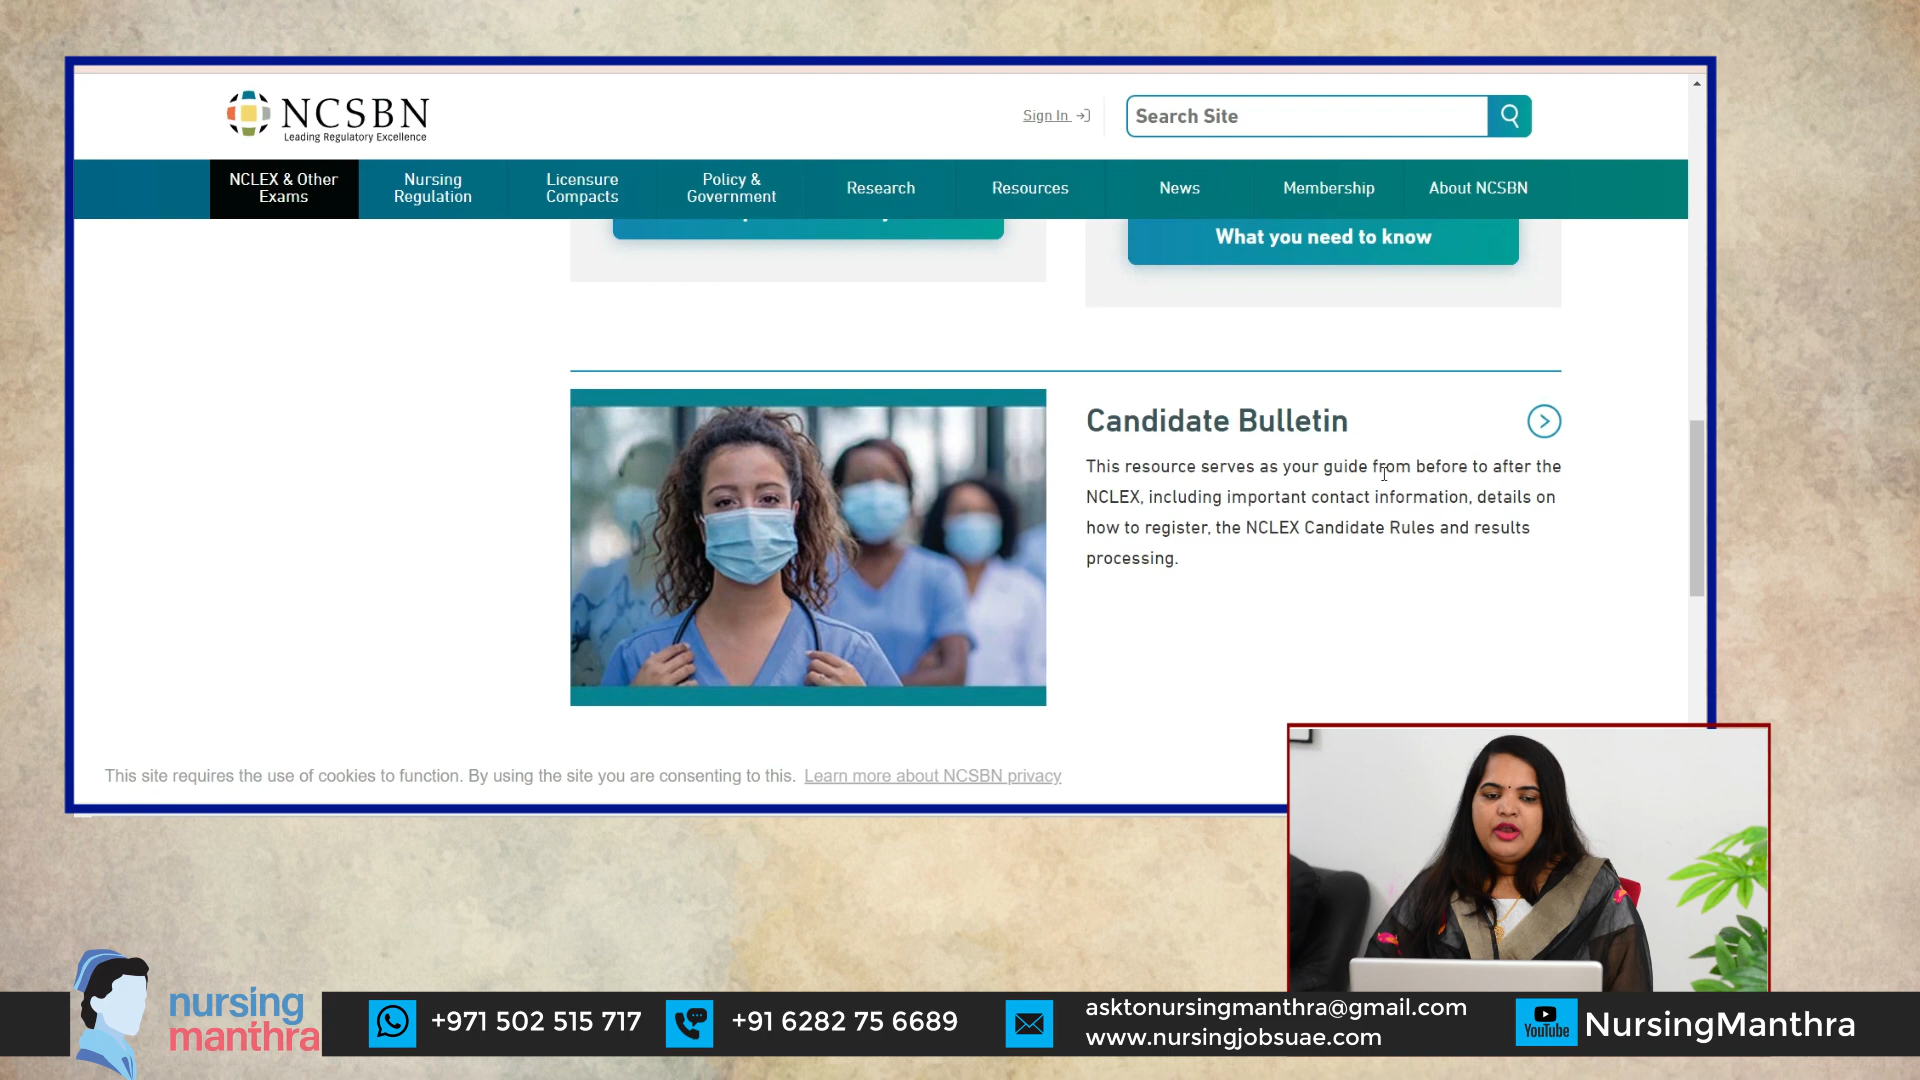 NCSBN
Leading Regulatory Excellence
Sign In
Search Site
NCLEX & Other
Exams
Nursing
Regulation
Licensure
Compacts
Policy &
Government
Research
Resources
News
Membership
About NCSBN
What you need to know
Candidate Bulletin
This resource serves as your guide from before to after the
NCLEX, including important contact information, details on
how to register, the NCLEX Candidate Rules and results
processing.
This site requires the use of cookies to function. By using the site you are consenting to this. Learn more about NCSBN privacy
nursing
manthra
+971 502 515 717
+91 6282 75 6689
asktonursingmanthra@gmail.com
www.nursingjobsuae.com
YouTube
NursingManthra